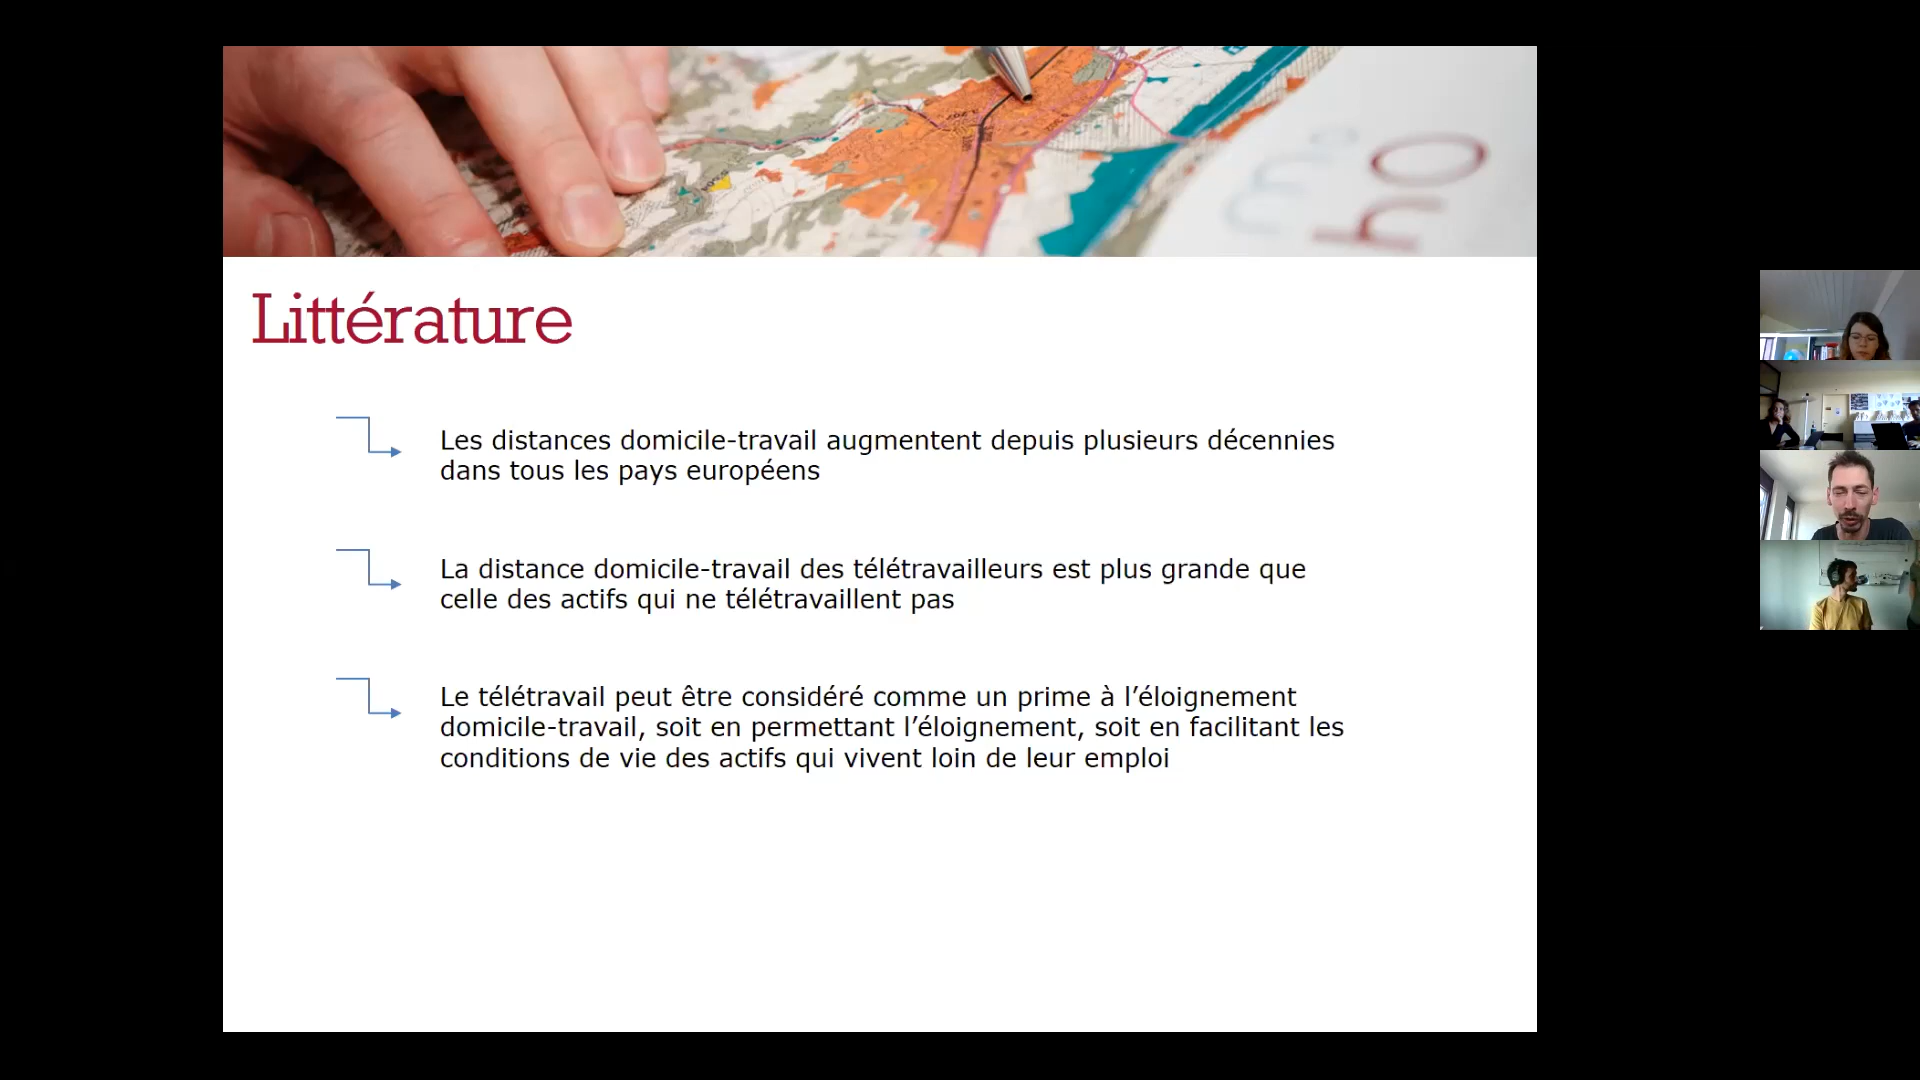 ho
Littérature
Les distances domicile-travail augmentent depuis plusieurs décennies
dans tous les pays européens
La distance domicile-travail des télétravailleurs est plus grande que
celle des actifs qui ne télétravaillent pas
Le télétravail peut être considéré comme un prime à l’éloignement
domicile-travail, soit en permettant l’éloignement, soit en facilitant les
conditions de vie des actifs qui vivent loin de leur emploi